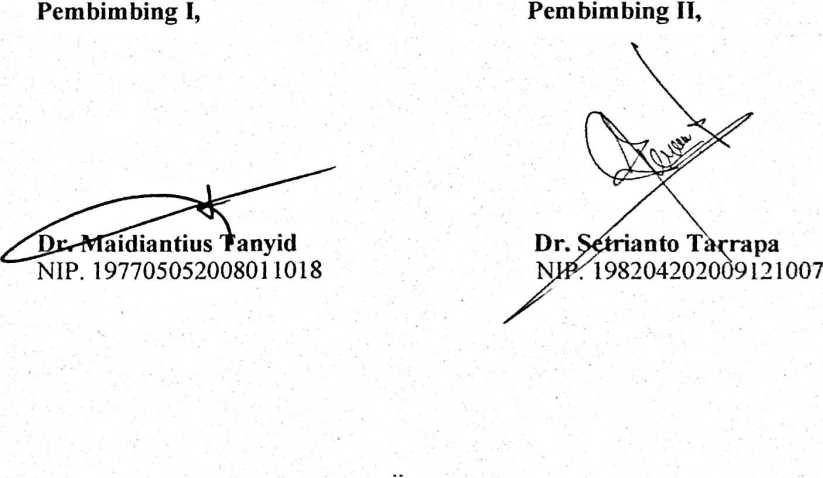 Pembimbing I,
Dr. Maidiantius Tanyid
NIP. 197705052008011018
Pembimbing II,
Dr. Setrianto Tarrapa
NIP. 198204202009121007